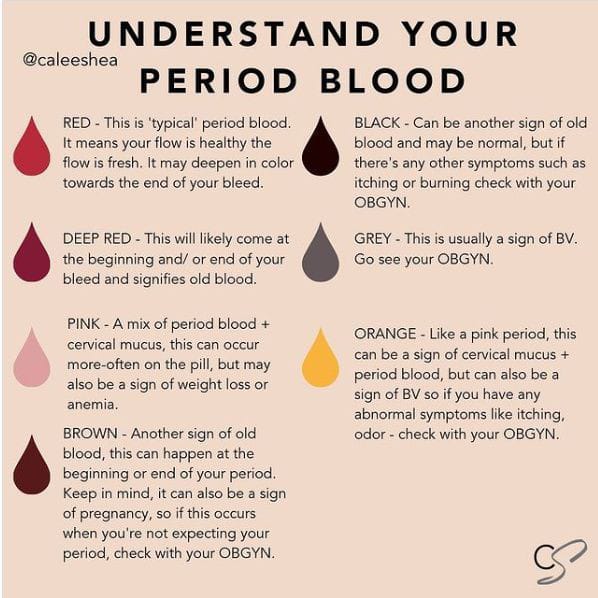 UNDERSTAND YOUR
@caleeshea
PERIOD BLOOD
RED - This is 'typical' period blood.
It means your flow is healthy the
flow is fresh. It may deepen in color
towards the end of your bleed.
DEEP RED - This will likely come at
the beginning and/ or end of your
bleed and signifies old blood.
PINK - A mix of period blood +
cervical mucus, this can occur
more-often on the pill, but may
also be a sign of weight loss or
anemia.
BROWN - Another sign of old
blood, this can happen at the
beginning or end of your period.
Keep in mind, it can also be a sign
of pregnancy, so if this occurs
when you're not expecting your
period, check with your OBGYN.
BLACK - Can be another sign of old
blood and may be normal, but if
there's any other symptoms such as
itching or burning check with your
OBGYN.
GREY - This is usually a sign of BV.
Go see your OBGYN.
ORANGE - Like a pink period, this
can be a sign of cervical mucus +
period blood, but can also be a
sign of BV so if you have any
abnormal symptoms like itching,
odor - check with your OBGYN.
CS